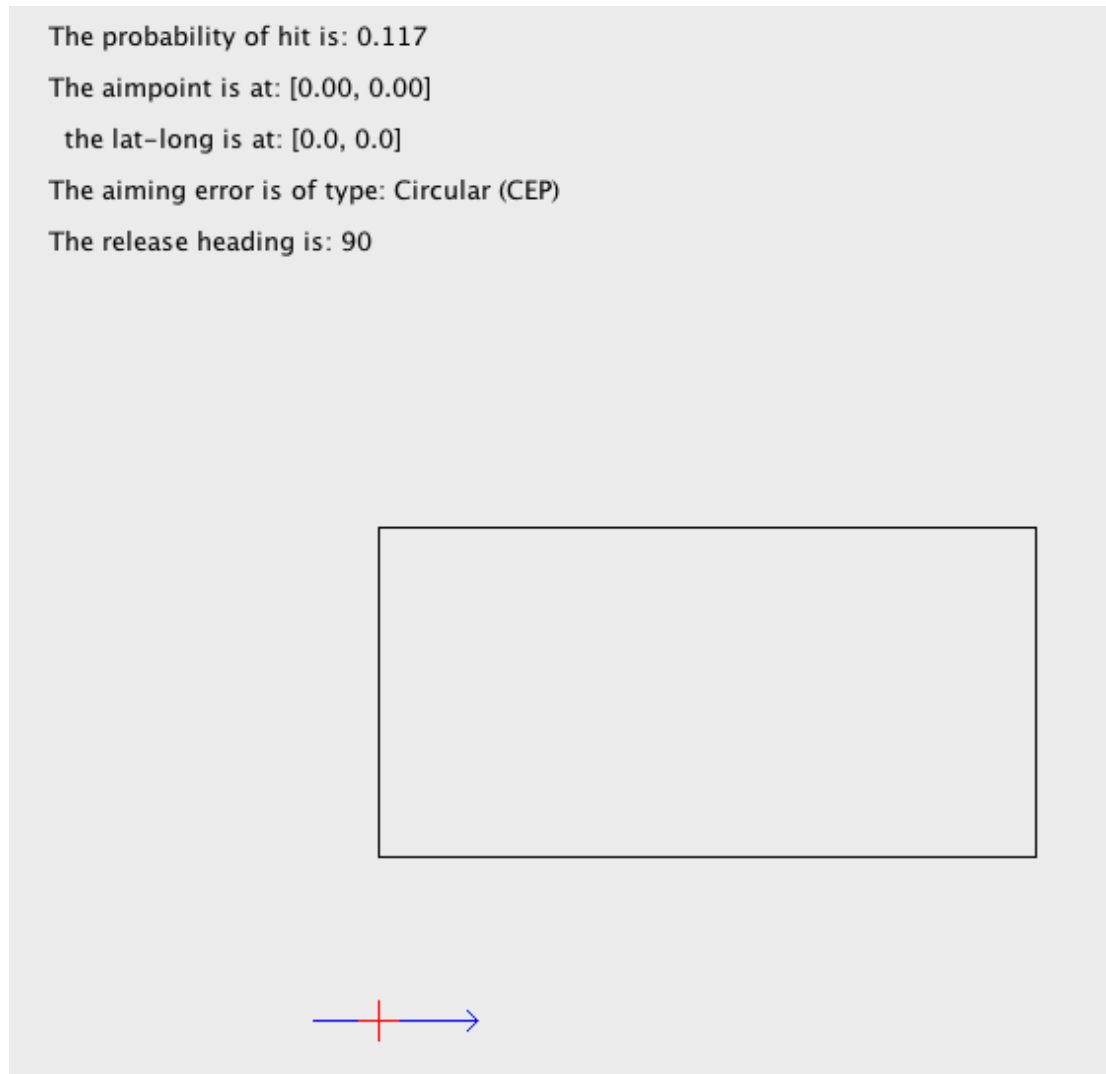 The probability of hit is: 0.117
The aimpoint is at: [0.00, 0.00]
the lat-long is at: [0.0, 0.0]
The aiming error is of type: Circular (CEP)
The release heading is: 90